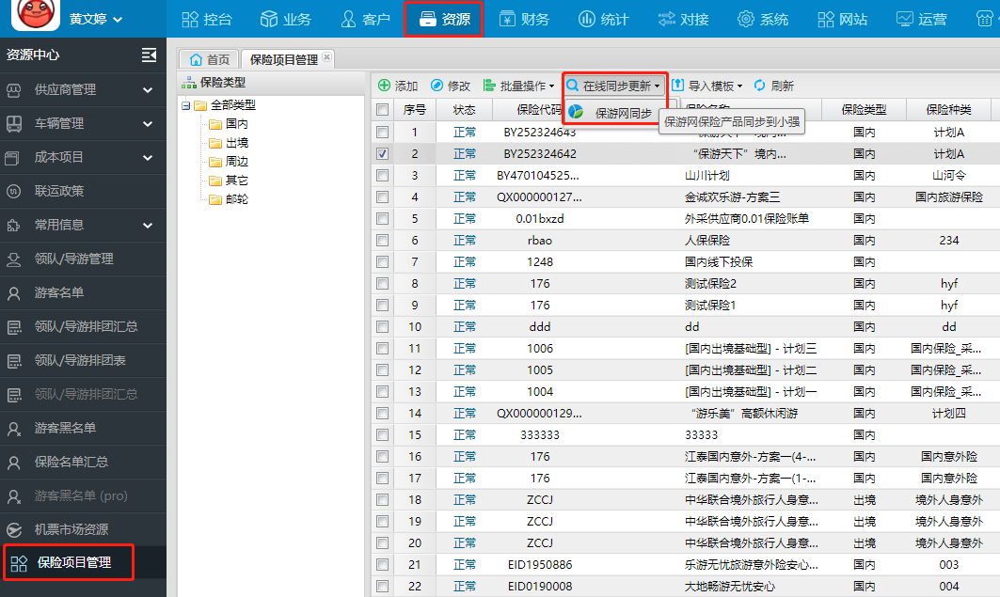 黄文婷
控台
业务
客户
资源
财务
统计
对接
系统
网站
运营
资源中心
供应商管理
车辆管理
成本项目
联运政策
常用信息
领队/导游管理
游客名单
领队/导游排团汇总
领队/导游排团表
领队/导游排团汇总
游客黑名单
保险名单汇总
游客黑名单 (pro)
机票市场资源
保险项目管理
首页
保险项目管理
保险类型
全部类型
国内
出境
周边
其它
邮轮
添加
修改
批量操作
在线同步更新
导入模板
刷新
保游网同步
保游网保险产品同步到小强
序号 状态 保险代码 保险名称 保险类型 保险种类
1 正常 BY252324643 “保游天下”境内... 国内 计划A
2 正常 BY252324642 “保游天下”境内... 国内 计划A
3 正常 BY470104525... 山川计划 国内 山河令
4 正常 QX000000127... 金诚欢乐游-方案三 国内 国内旅游保险
5 正常 0.01bxzd 外采供应商0.01保险账单 国内
6 正常 rbao 人保保险 国内 234
7 正常 1248 国内线下投保 国内
8 正常 176 测试保险2 国内 hyf
9 正常 176 测试保险1 国内 hyf
10 正常 ddd dd 国内 dd
11 正常 1006 [国内出境基础型] - 计划三 国内 国内保险_采...
12 正常 1005 [国内出境基础型] - 计划二 国内 国内保险_采...
13 正常 1004 [国内出境基础型] - 计划一 国内 国内保险_采...
14 正常 QX000000129... “游乐美”高额休闲游 国内 计划四
15 正常 333333 33333 国内
16 正常 176 江泰国内意外-方案一(4-... 国内 国内意外险
17 正常 176 江泰国内意外-方案一(1-... 国内 国内意外险
18 正常 ZCCJ 中华联合境外旅行人身意... 出境 境外人身意外
19 正常 ZCCJ 中华联合境外旅行人身意... 出境 境外人身意外
20 正常 ZCCJ 中华联合境外旅行人身意... 出境 境外人身意外
21 正常 EID1950886 乐游无忧旅游意外险安心... 国内 003
22 正常 EID0190008 大地畅游无忧安心 国内 004